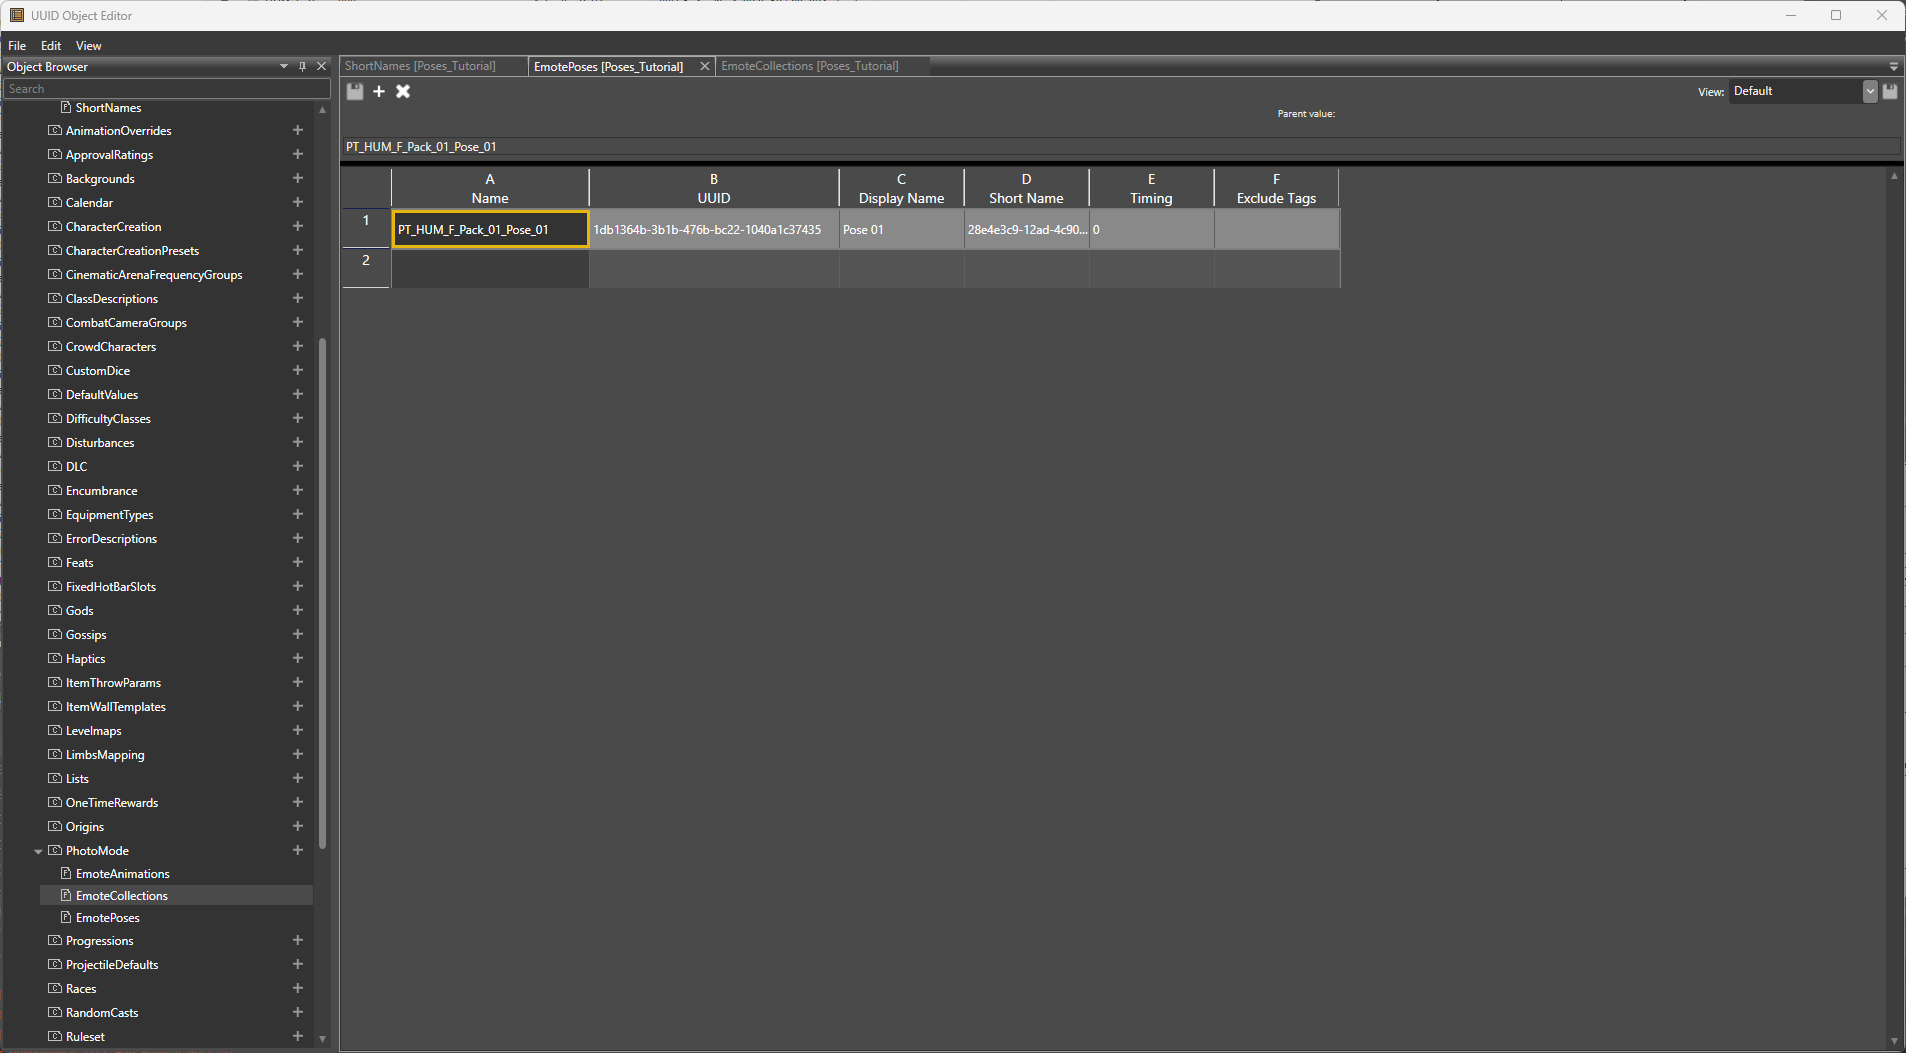 UUID Object Editor
File Edit View
Object Browser
Search
ShortNames
AnimationOverrides
ApprovalRatings
Backgrounds
Calendar
CharacterCreation
CharacterCreationPresets
CinematicArenaFrequencyGroups
ClassDescriptions
CombatCameraGroups
CrowdCharacters
CustomDice
DefaultValues
DifficultyClasses
Disturbances
DLC
Encumbrance
EquipmentTypes
ErrorDescriptions
Feats
FixedHotBarSlots
Gods
Gossips
Haptics
ItemThrowParams
ItemWallTemplates
Levelmaps
LimbsMapping
Lists
OneTimeRewards
Origins
PhotoMode
EmoteAnimations
EmoteCollections
EmotePoses
Progressions
ProjectileDefaults
Races
RandomCasts
Ruleset
ShortNames [Poses_Tutorial] EmotePoses [Poses_Tutorial] EmoteCollections [Poses_Tutorial]
View: Default
Parent value:
PT_HUM_F_Pack_01_Pose_01
A B C D E F
Name UUID Display Name Short Name Timing Exclude Tags
1 PT_HUM_F_Pack_01_Pose_01 1db1364b-3b1b-476b-bc22-1040a1c37435 Pose 01 28e4e3c9-12ad-4c90... 0
2